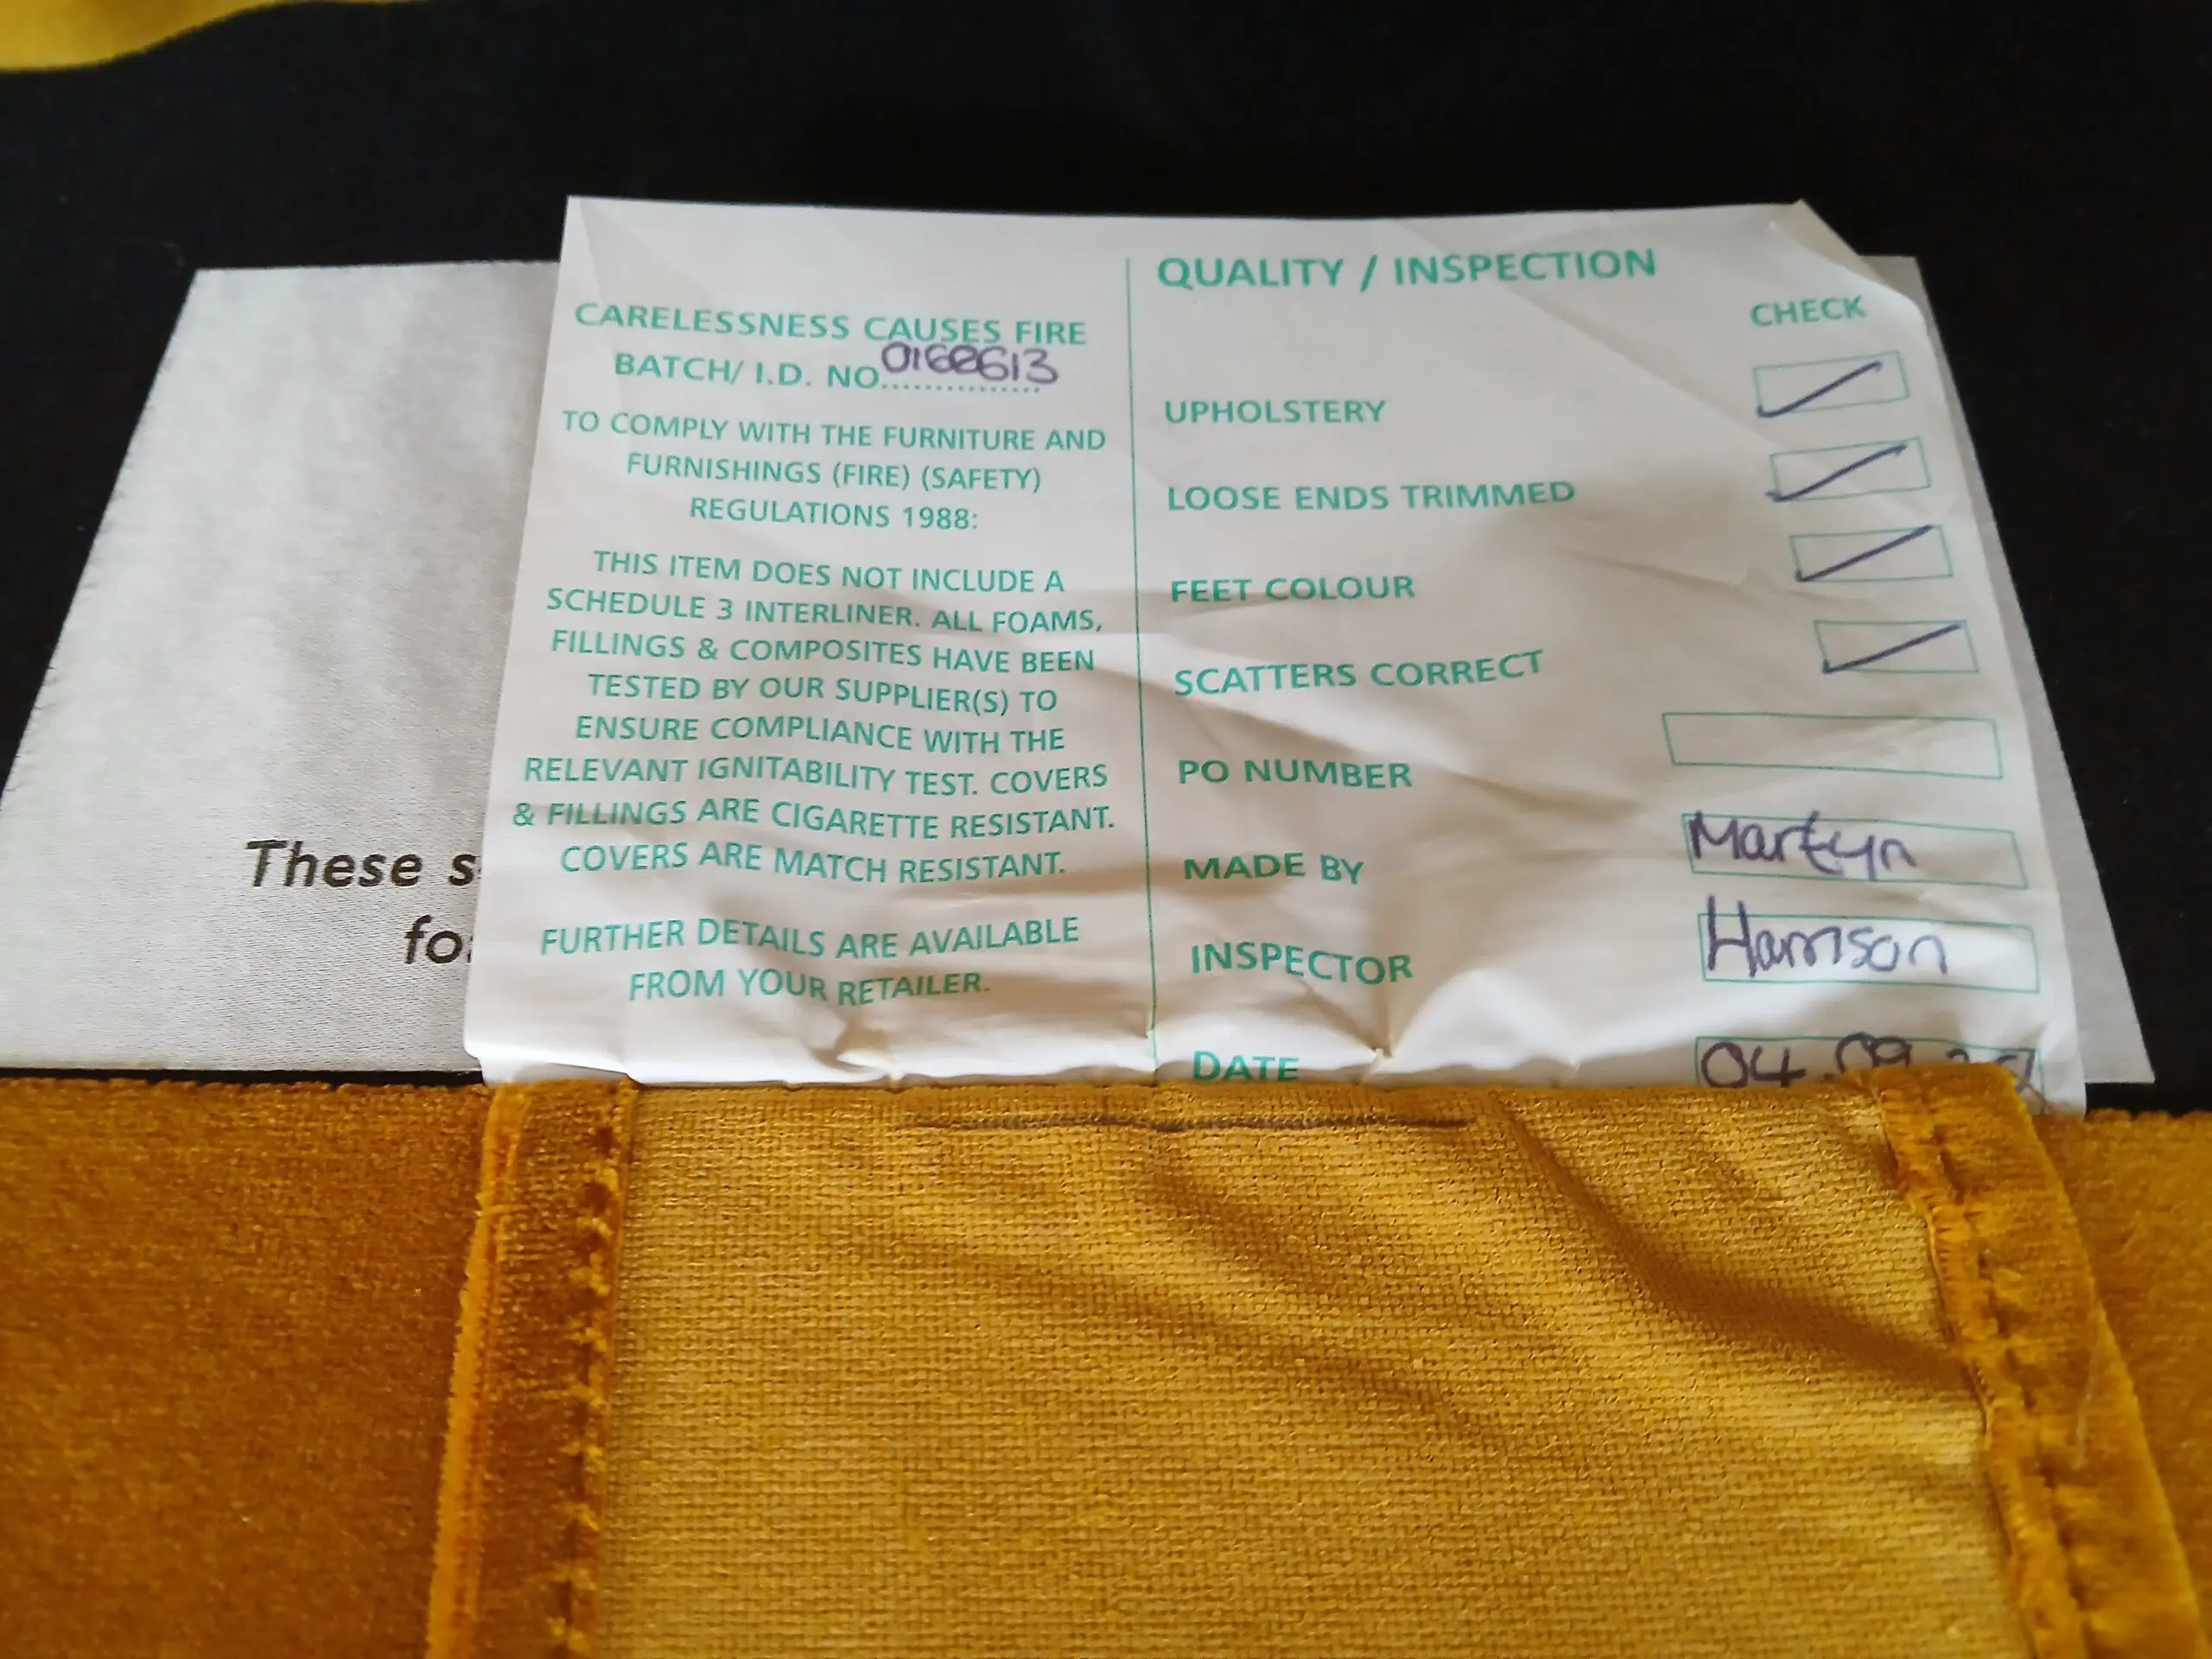 CARELESSNESS CAUSES FIRE
BATCH/ I.D. NO
TO COMPLY WITH THE FURNITURE AND
FURNISHINGS (FIRE) (SAFETY)
REGULATIONS 1988:
THIS ITEM DOES NOT INCLUDE A
SCHEDULE 3 INTERLINER. ALL FOAMS,
FILLINGS & COMPOSITES HAVE BEEN
TESTED BY OUR SUPPLIER(S) TO
ENSURE COMPLIANCE WITH THE
RELEVANT IGNITABILITY TEST. COVERS
& FILLINGS ARE CIGARETTE RESISTANT.
COVERS ARE MATCH RESISTANT.
FURTHER DETAILS ARE AVAILABLE
FROM YOUR RETAILER.
QUALITY / INSPECTION
CHECK
UPHOLSTERY
LOOSE ENDS TRIMMED
FEET COLOUR
SCATTERS CORRECT
PO NUMBER
MADE BY Martyn
INSPECTOR Harrison
DATE 04.09
These